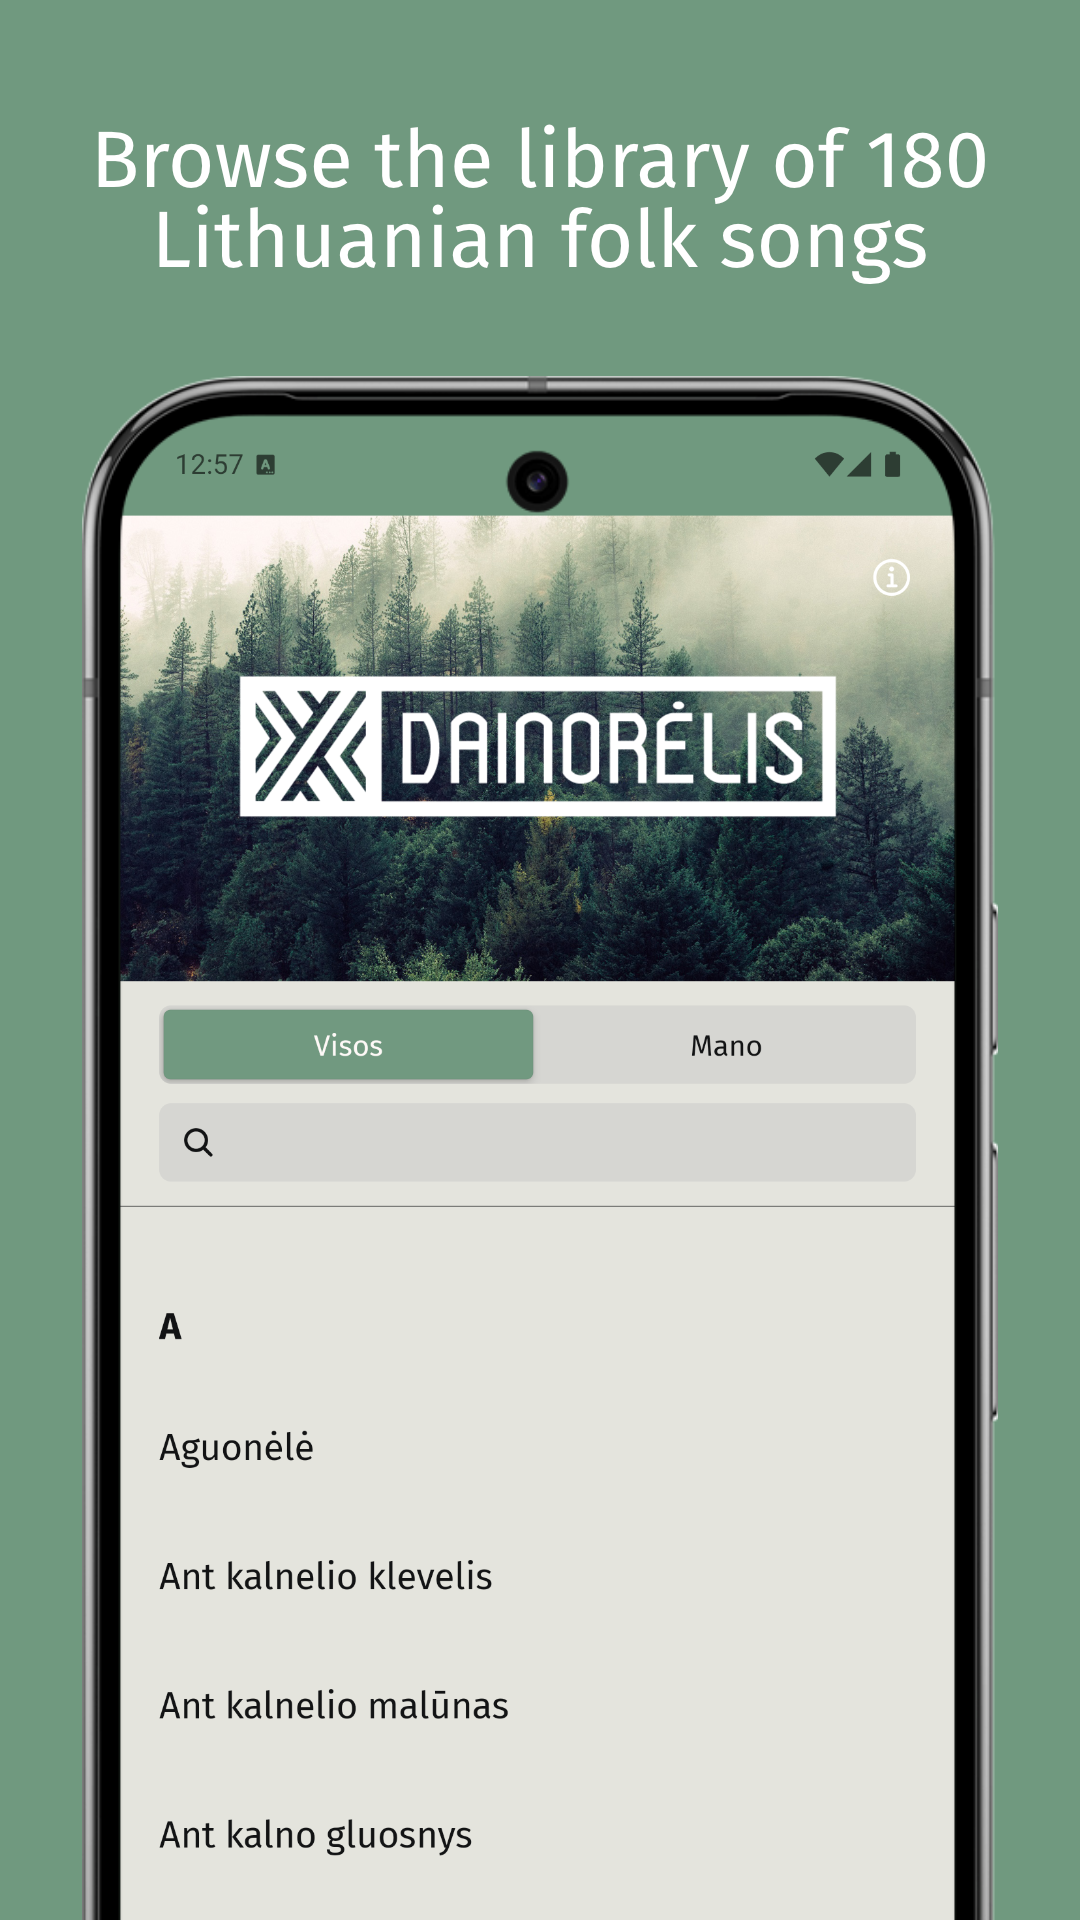 Browse the library of 180
Lithuanian folk songs
12:57
DAINORĖLIS
Visos
Mano
A
Aguonėlė
Ant kalnelio klevelis
Ant kalnelio malūnas
Ant kalno gluosnys